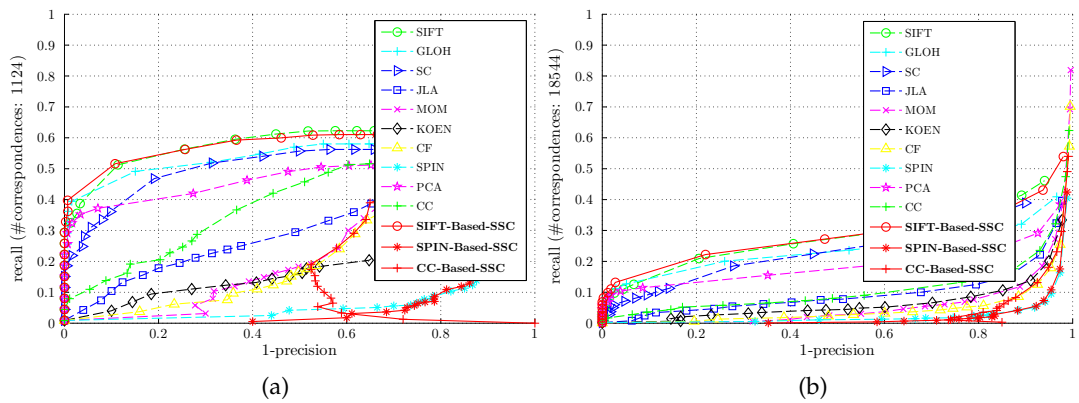 1
0.9
0.8
0.7
0.6
0.5
0.4
0.3
0.2
0.1
0
0 0.2 0.4 0.6 0.8 1
recall (#correspondences: 1124)
1-precision
SIFT
GLOH
SC
JLA
MOM
KOEN
CF
SPIN
PCA
CC
SIFT-Based-SSC
SPIN-Based-SSC
CC-Based-SSC
(a)
1
0.9
0.8
0.7
0.6
0.5
0.4
0.3
0.2
0.1
0
0 0.2 0.4 0.6 0.8 1
recall (#correspondences: 18544)
1-precision
SIFT
GLOH
SC
JLA
MOM
KOEN
CF
SPIN
PCA
CC
SIFT-Based-SSC
SPIN-Based-SSC
CC-Based-SSC
(b)